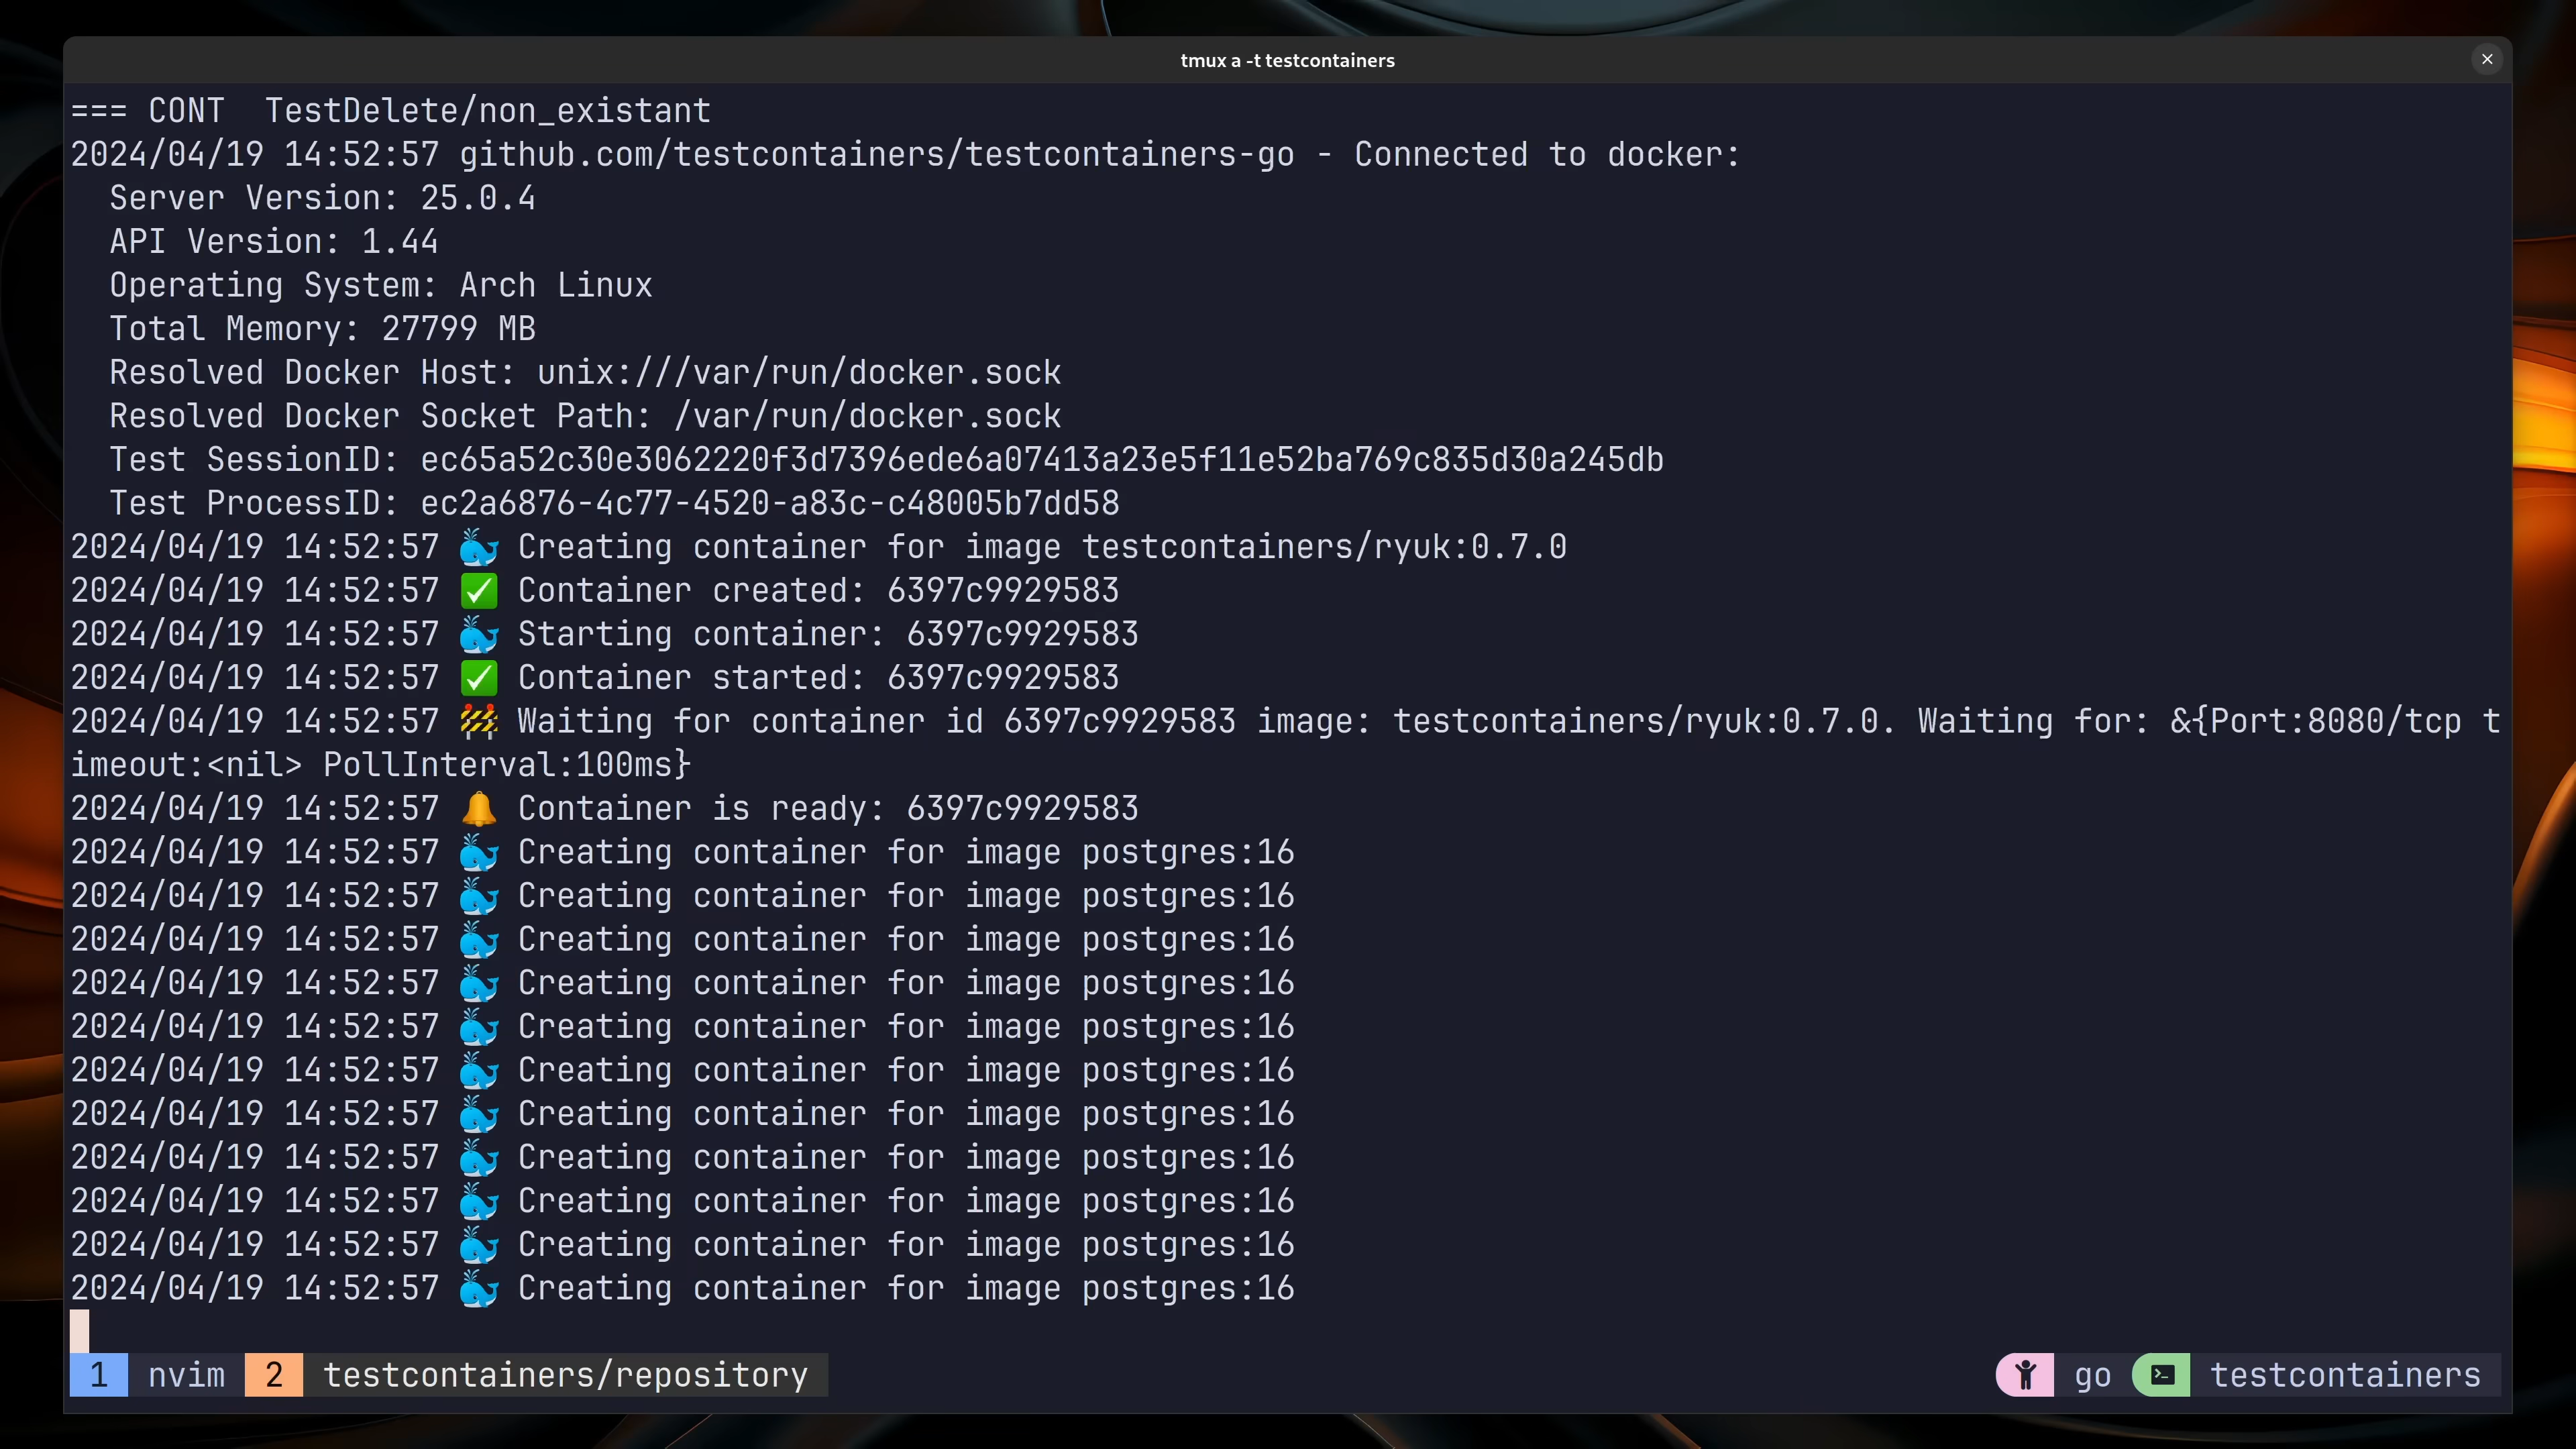 tmux a -t testcontainers
=== CONT  TestDelete/non_existant
2024/04/19 14:52:57 github.com/testcontainers/testcontainers-go - Connected to docker:
  Server Version: 25.0.4
  API Version: 1.44
  Operating System: Arch Linux
  Total Memory: 27799 MB
  Resolved Docker Host: unix:///var/run/docker.sock
  Resolved Docker Socket Path: /var/run/docker.sock
  Test SessionID: ec65a52c30e3062220f3d7396ede6a07413a23e5f11e52ba769c835d30a245db
  Test ProcessID: ec2a6876-4c77-4520-a83c-c48005b7dd58
2024/04/19 14:52:57 🐳 Creating container for image testcontainers/ryuk:0.7.0
2024/04/19 14:52:57 ✅ Container created: 6397c9929583
2024/04/19 14:52:57 🐳 Starting container: 6397c9929583
2024/04/19 14:52:57 ✅ Container started: 6397c9929583
2024/04/19 14:52:57 🚧 Waiting for container id 6397c9929583 image: testcontainers/ryuk:0.7.0. Waiting for: &{Port:8080/tcp t
imeout:<nil> PollInterval:100ms}
2024/04/19 14:52:57 🔔 Container is ready: 6397c9929583
2024/04/19 14:52:57 🐳 Creating container for image postgres:16
2024/04/19 14:52:57 🐳 Creating container for image postgres:16
2024/04/19 14:52:57 🐳 Creating container for image postgres:16
2024/04/19 14:52:57 🐳 Creating container for image postgres:16
2024/04/19 14:52:57 🐳 Creating container for image postgres:16
2024/04/19 14:52:57 🐳 Creating container for image postgres:16
2024/04/19 14:52:57 🐳 Creating container for image postgres:16
2024/04/19 14:52:57 🐳 Creating container for image postgres:16
2024/04/19 14:52:57 🐳 Creating container for image postgres:16
2024/04/19 14:52:57 🐳 Creating container for image postgres:16
2024/04/19 14:52:57 🐳 Creating container for image postgres:16
1 nvim 2 testcontainers/repository go testcontainers